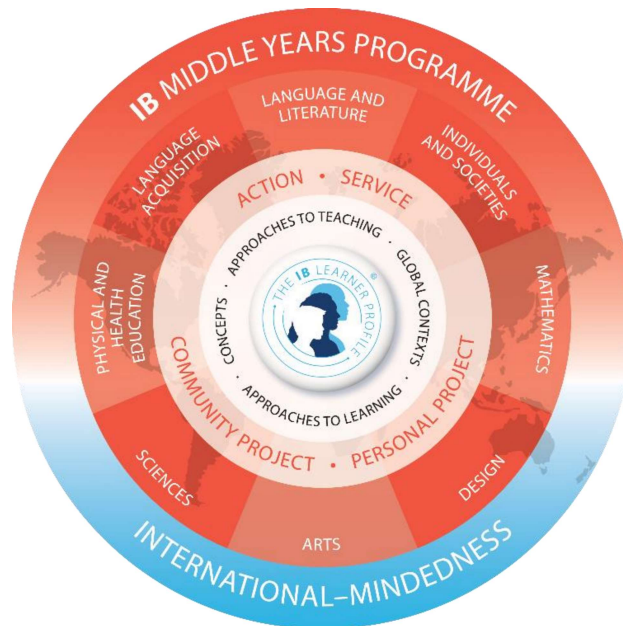 IB MIDDLE YEARS PROGRAMME
LANGUAGE AND
LITERATURE
LANGUAGE
ACQUISITION
INDIVIDUALS
AND SOCIETIES
PHYSICAL AND
HEALTH
EDUCATION
MATHEMATICS
SCIENCES
ARTS
DESIGN
ACTION • SERVICE
COMMUNITY PROJECT • PERSONAL PROJECT
APPROACHES TO TEACHING · GLOBAL CONTEXTS · APPROACHES TO LEARNING · CONCEPTS ·
THE IB LEARNER PROFILE
®
INTERNATIONAL–MINDEDNESS